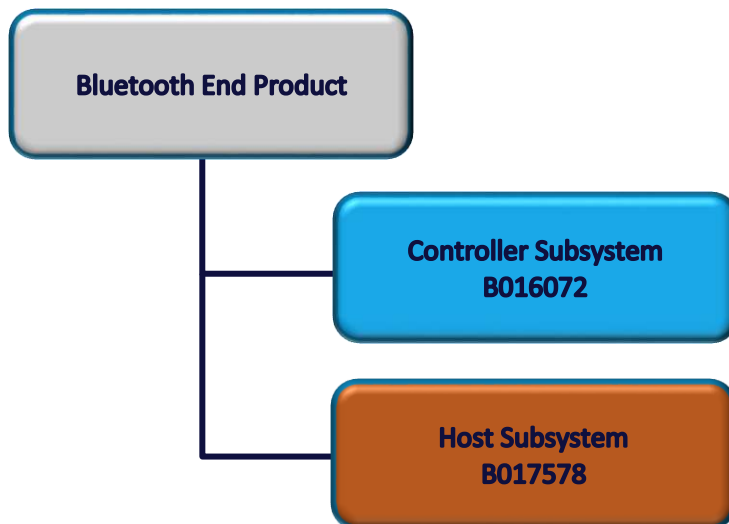 Bluetooth End Product
Controller Subsystem
B016072
Host Subsystem
B017578